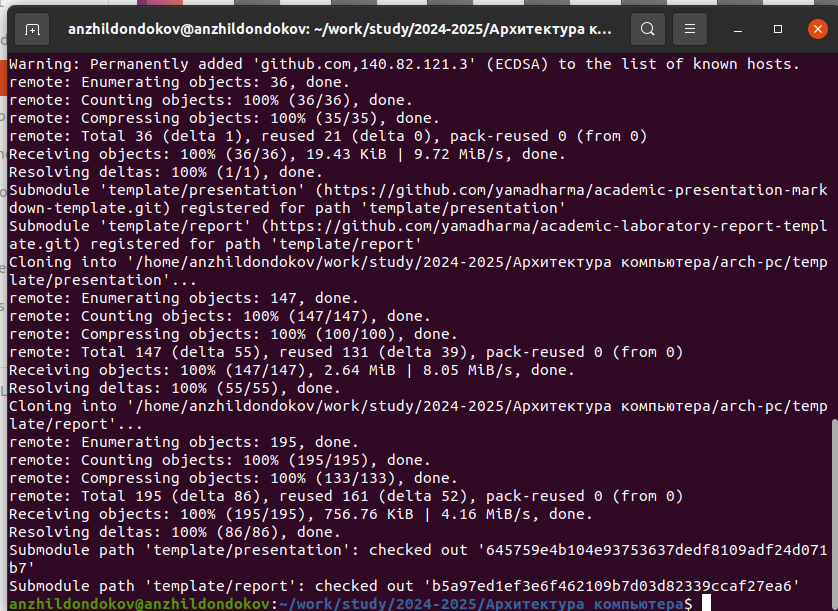 anzhildondokov@anzhildondokov: ~/work/study/2024-2025/Архитектура к...
Warning: Permanently added 'github.com,140.82.121.3' (ECDSA) to the list of known hosts.
remote: Enumerating objects: 36, done.
remote: Counting objects: 100% (36/36), done.
remote: Compressing objects: 100% (35/35), done.
remote: Total 36 (delta 1), reused 21 (delta 0), pack-reused 0 (from 0)
Receiving objects: 100% (36/36), 19.43 KiB | 9.72 MiB/s, done.
Resolving deltas: 100% (1/1), done.
Submodule 'template/presentation' (https://github.com/yamadharma/academic-presentation-mark
down-template.git) registered for path 'template/presentation'
Submodule 'template/report' (https://github.com/yamadharma/academic-laboratory-report-templ
ate.git) registered for path 'template/report'
Cloning into '/home/anzhildondokov/work/study/2024-2025/Архитектура компьютера/arch-pc/temp
late/presentation'...
remote: Enumerating objects: 147, done.
remote: Counting objects: 100% (147/147), done.
remote: Compressing objects: 100% (100/100), done.
remote: Total 147 (delta 55), reused 131 (delta 39), pack-reused 0 (from 0)
Receiving objects: 100% (147/147), 2.64 MiB | 8.05 MiB/s, done.
Resolving deltas: 100% (55/55), done.
Cloning into '/home/anzhildondokov/work/study/2024-2025/Архитектура компьютера/arch-pc/temp
late/report'...
remote: Enumerating objects: 195, done.
remote: Counting objects: 100% (195/195), done.
remote: Compressing objects: 100% (133/133), done.
remote: Total 195 (delta 86), reused 161 (delta 52), pack-reused 0 (from 0)
Receiving objects: 100% (195/195), 756.76 KiB | 4.16 MiB/s, done.
Resolving deltas: 100% (86/86), done.
Submodule path 'template/presentation': checked out '645759e4b104e93753637dedf8109adf24d071
b7'
Submodule path 'template/report': checked out 'b5a97ed1ef3e6f462109b7d03d82339ccaf27ea6'
anzhildondokov@anzhildondokov:~/work/study/2024-2025/Архитектура компьютера$